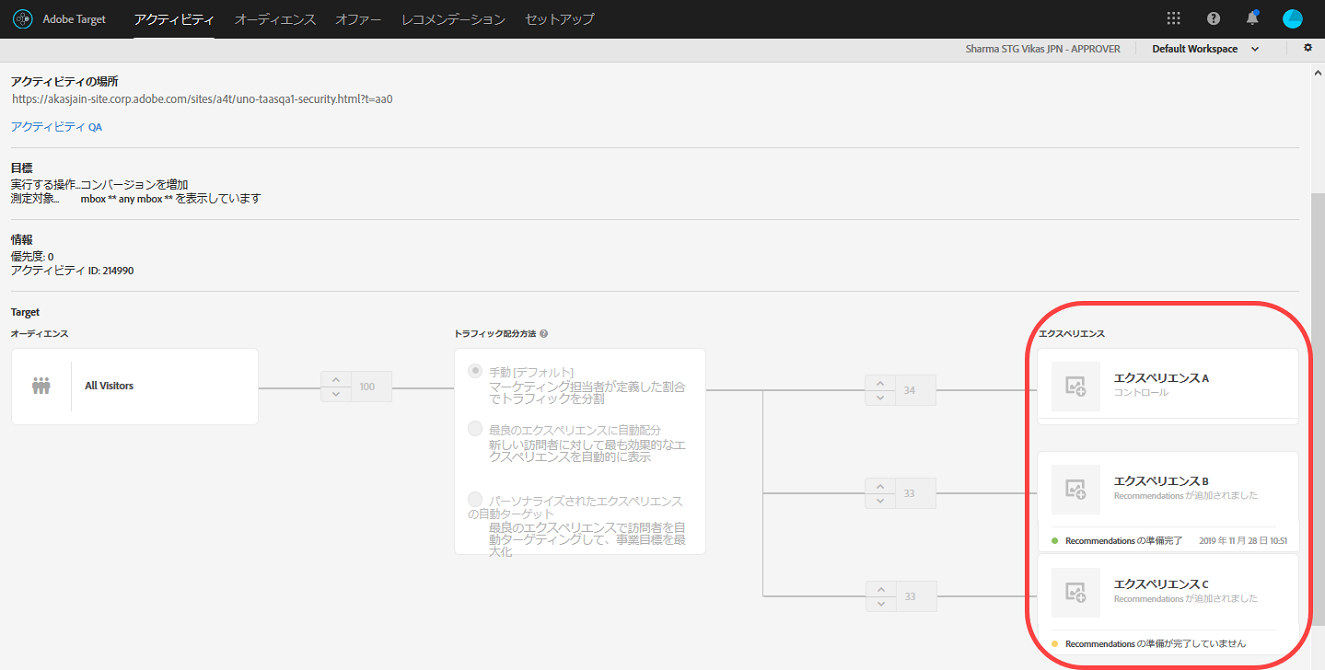 Adobe Target アクティビティ オーディエンス オファー レコメンデーション セットアップ
Sharma STG Vikas JPN - APPROVER Default Workspace
アクティビティの場所
https://akasjain-site.corp.adobe.com/sites/a4t/uno-taasqa1-security.html?t=aa0
アクティビティ QA
目標
実行する操作...コンバージョンを増加
測定対象... mbox ** any mbox ** を表示しています
情報
優先度: 0
アクティビティ ID: 214990
Target
オーディエンス
All Visitors
100
トラフィック配分方法
手動 [デフォルト]
マーケティング担当者が定義した割合
でトラフィックを分割
最良のエクスペリエンスに自動配分
新しい訪問者に対して最も効果的なエ
クスペリエンスを自動的に表示
パーソナライズされたエクスペリエンス
の自動ターゲット
最良のエクスペリエンスで訪問者を自
動ターゲティングして、事業目標を最
大化
34
33
33
エクスペリエンス
エクスペリエンス A
コントロール
エクスペリエンス B
Recommendations が追加されました
Recommendations の準備完了 2019 年 11 月 28 日 10:51
エクスペリエンス C
Recommendations が追加されました
Recommendations の準備が完了していません